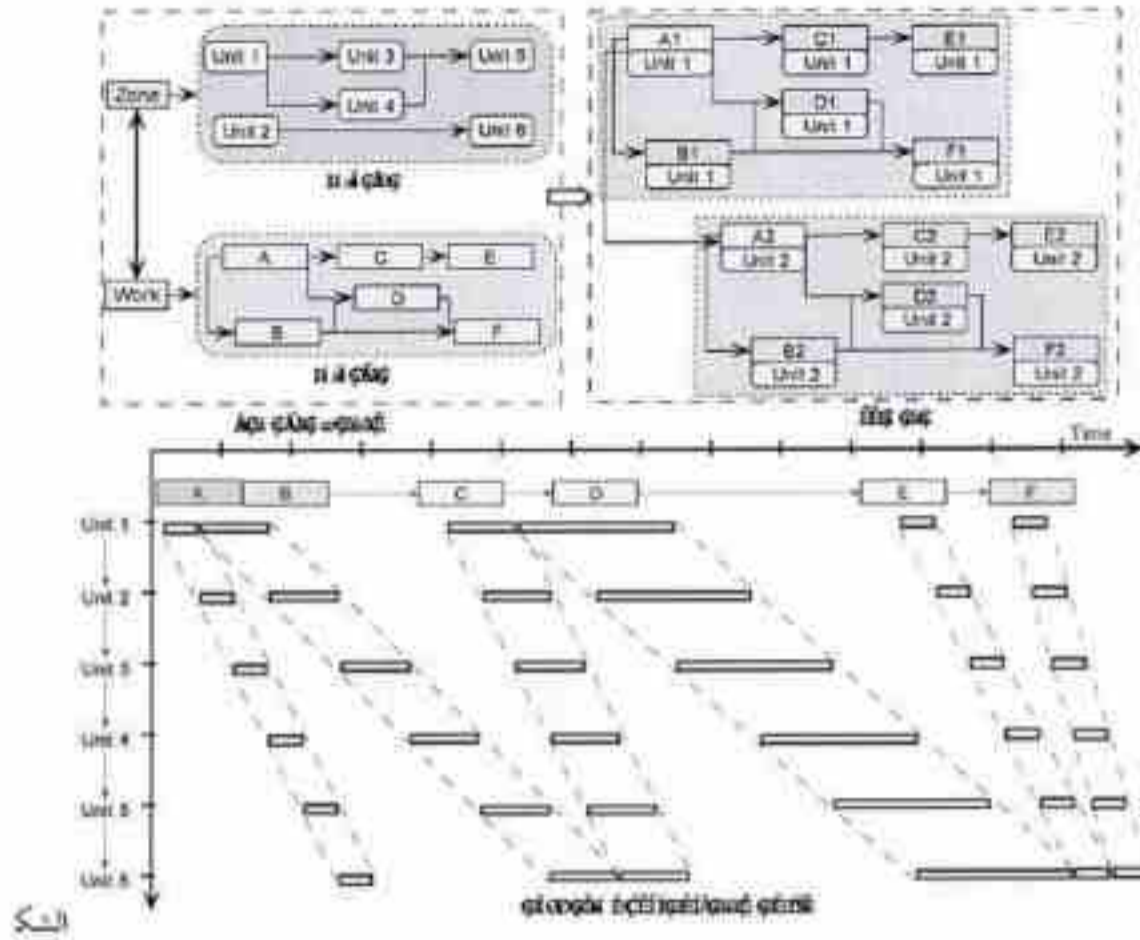 Zone
Unit 1
Unit 3
Unit 5
Unit 4
Unit 2
Unit 6
Work
A
C
E
D
B
F
A1
Unit 1
C1
Unit 1
E1
Unit 1
D1
Unit 1
B1
Unit 1
F1
Unit 1
A2
Unit 2
C2
Unit 2
E2
Unit 2
D2
Unit 2
B2
Unit 2
F2
Unit 2
Time
A
B
C
D
E
F
Unit 1
Unit 2
Unit 3
Unit 4
Unit 5
Unit 6